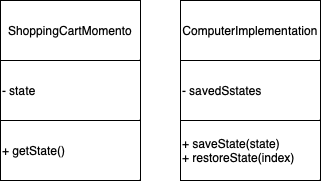 ShoppingCartMomento
- state
+ getState()
ComputerImplementation
- savedSstates
+ saveState(state)
+ restoreState(index)